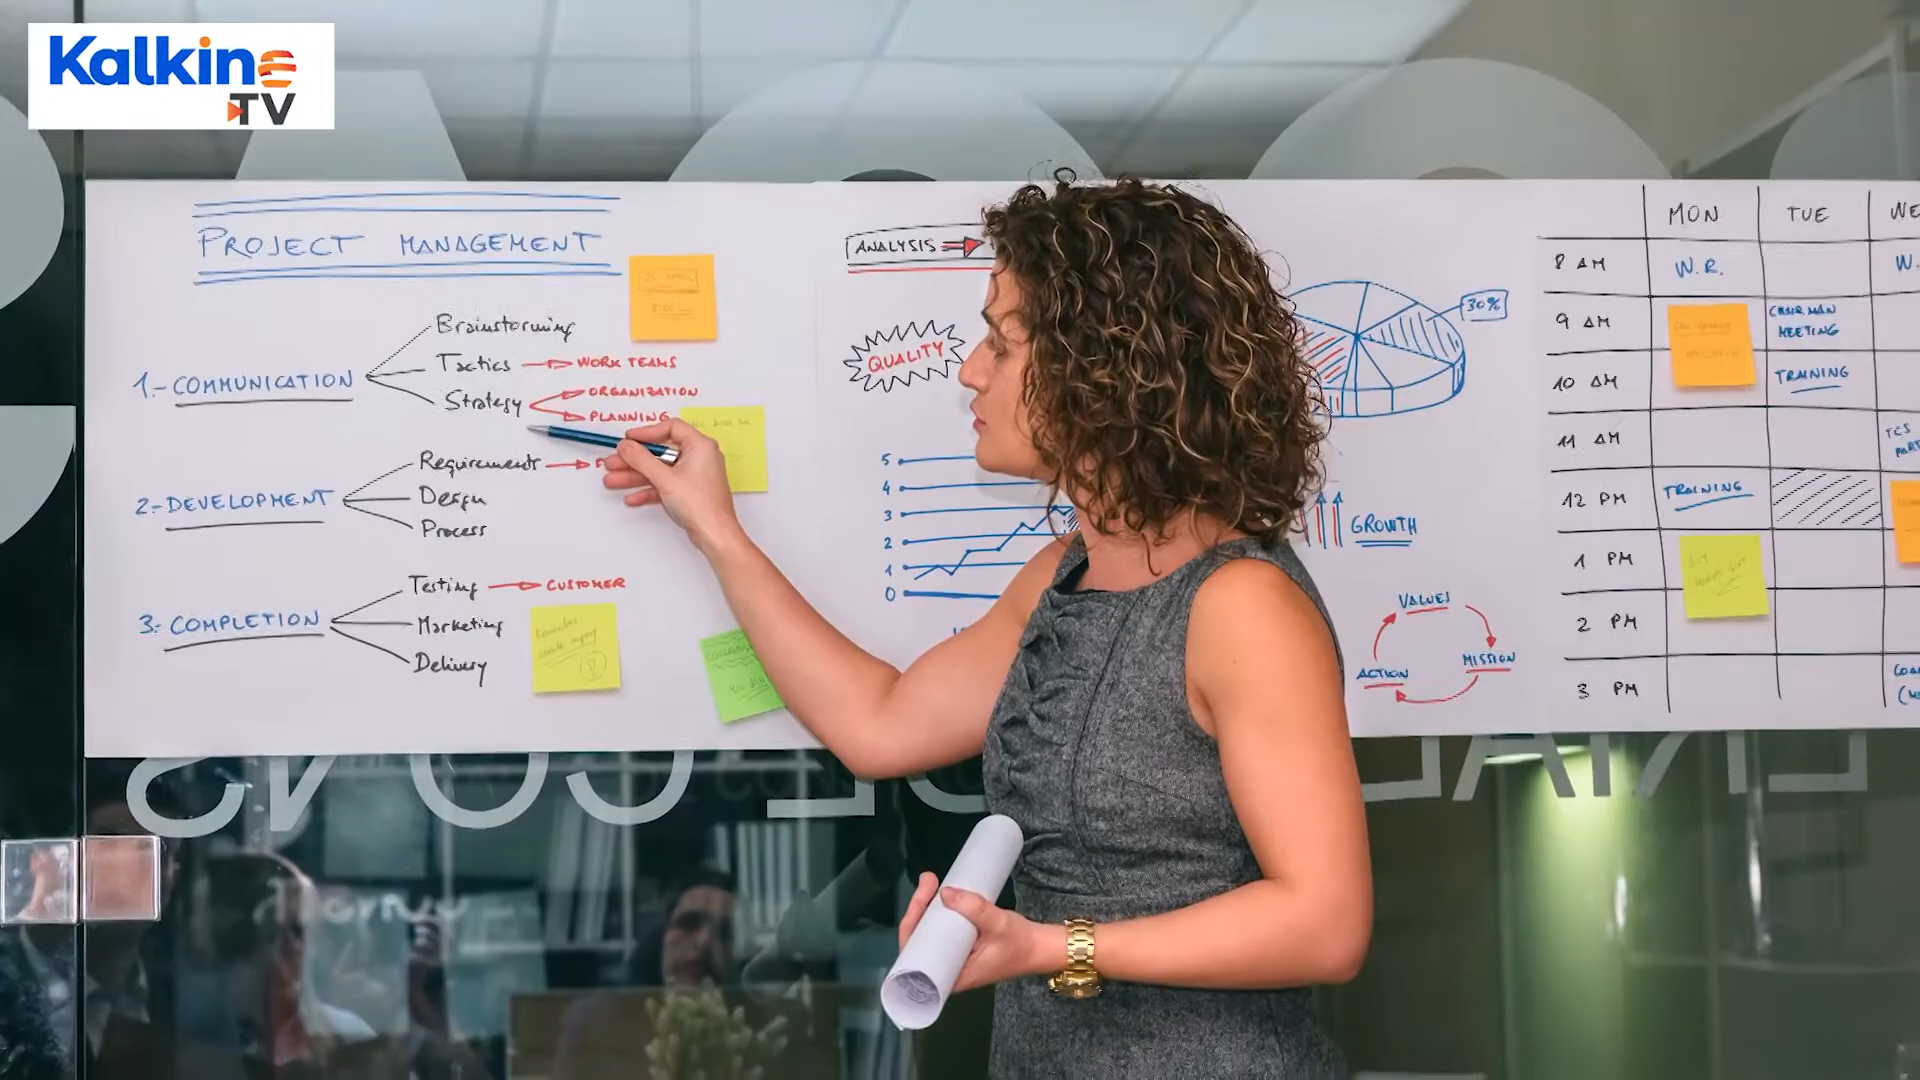 Kalkine
TV
PROJECT MANAGEMENT
1.- COMMUNICATION
Brainstorming
Tactics
WORK TEAMS
Strategy
ORGANIZATION
PLANNING
2.- DEVELOPMENT
Requirements
Design
Process
3.- COMPLETION
Testing
CUSTOMER
Marketing
Delivery
ANALYSIS
QUALITY
5
4
3
2
1
0
30%
GROWTH
VALUES
MISSION
ACTION
MON TUE WE
8 AM W.R. W.
9 AM CHAIRMAN
MEETING
10 AM TRAINING
11 AM TCS
12 PM TRAINING
1 PM
2 PM
3 PM